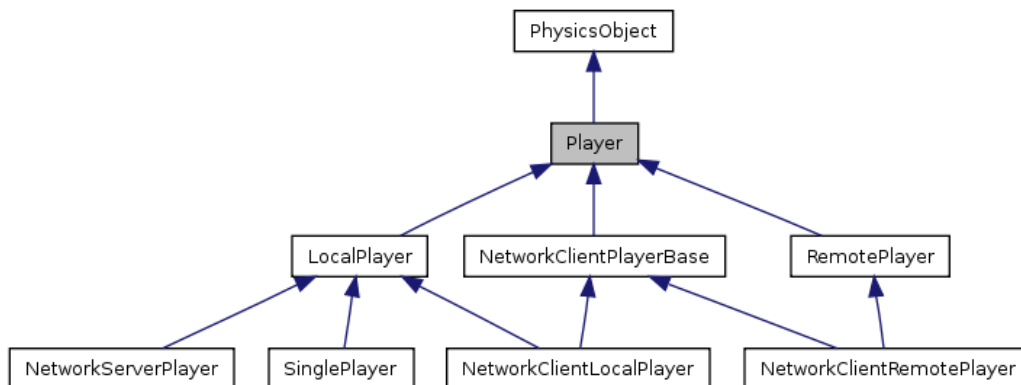 PhysicsObject
Player
LocalPlayer
NetworkClientPlayerBase
RemotePlayer
NetworkServerPlayer
SinglePlayer
NetworkClientLocalPlayer
NetworkClientRemotePlayer